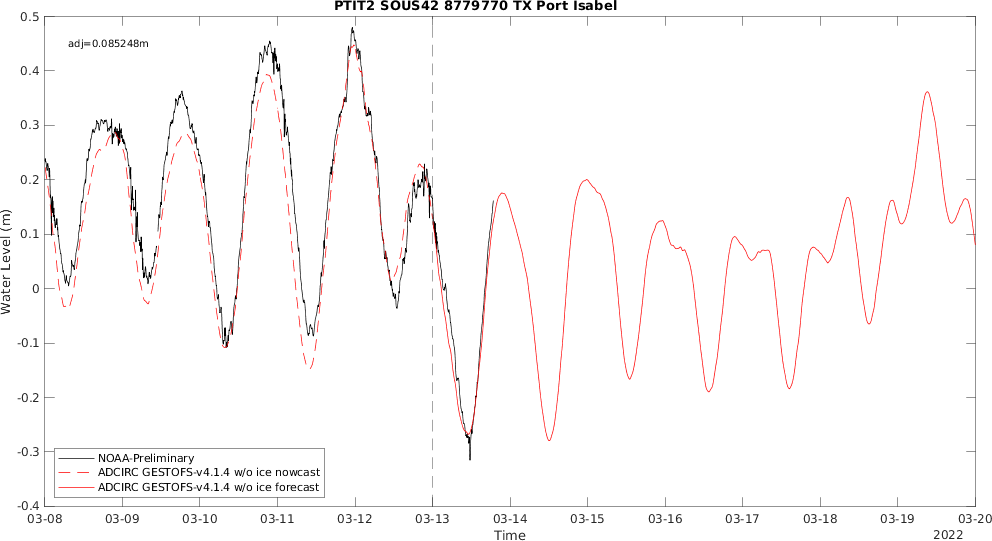 PTIT2 SOUS42 8779770 TX Port Isabel
adj=0.085248m
0.5
0.4
0.3
0.2
0.1
0
-0.1
-0.2
-0.3
-0.4
Water Level (m)
NOAA-Preliminary
ADCIRC GESTOFS-v4.1.4 w/o ice nowcast
ADCIRC GESTOFS-v4.1.4 w/o ice forecast
03-08 03-09 03-10 03-11 03-12 03-13 03-14 03-15 03-16 03-17 03-18 03-19 03-20
Time
2022